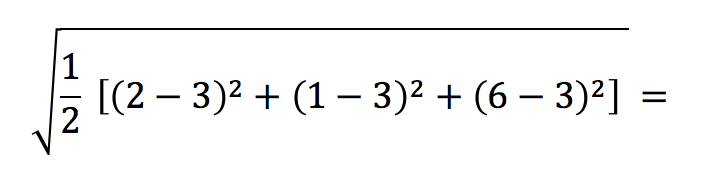 √(1/2 [(2 − 3)² + (1 − 3)² + (6 − 3)²]) =